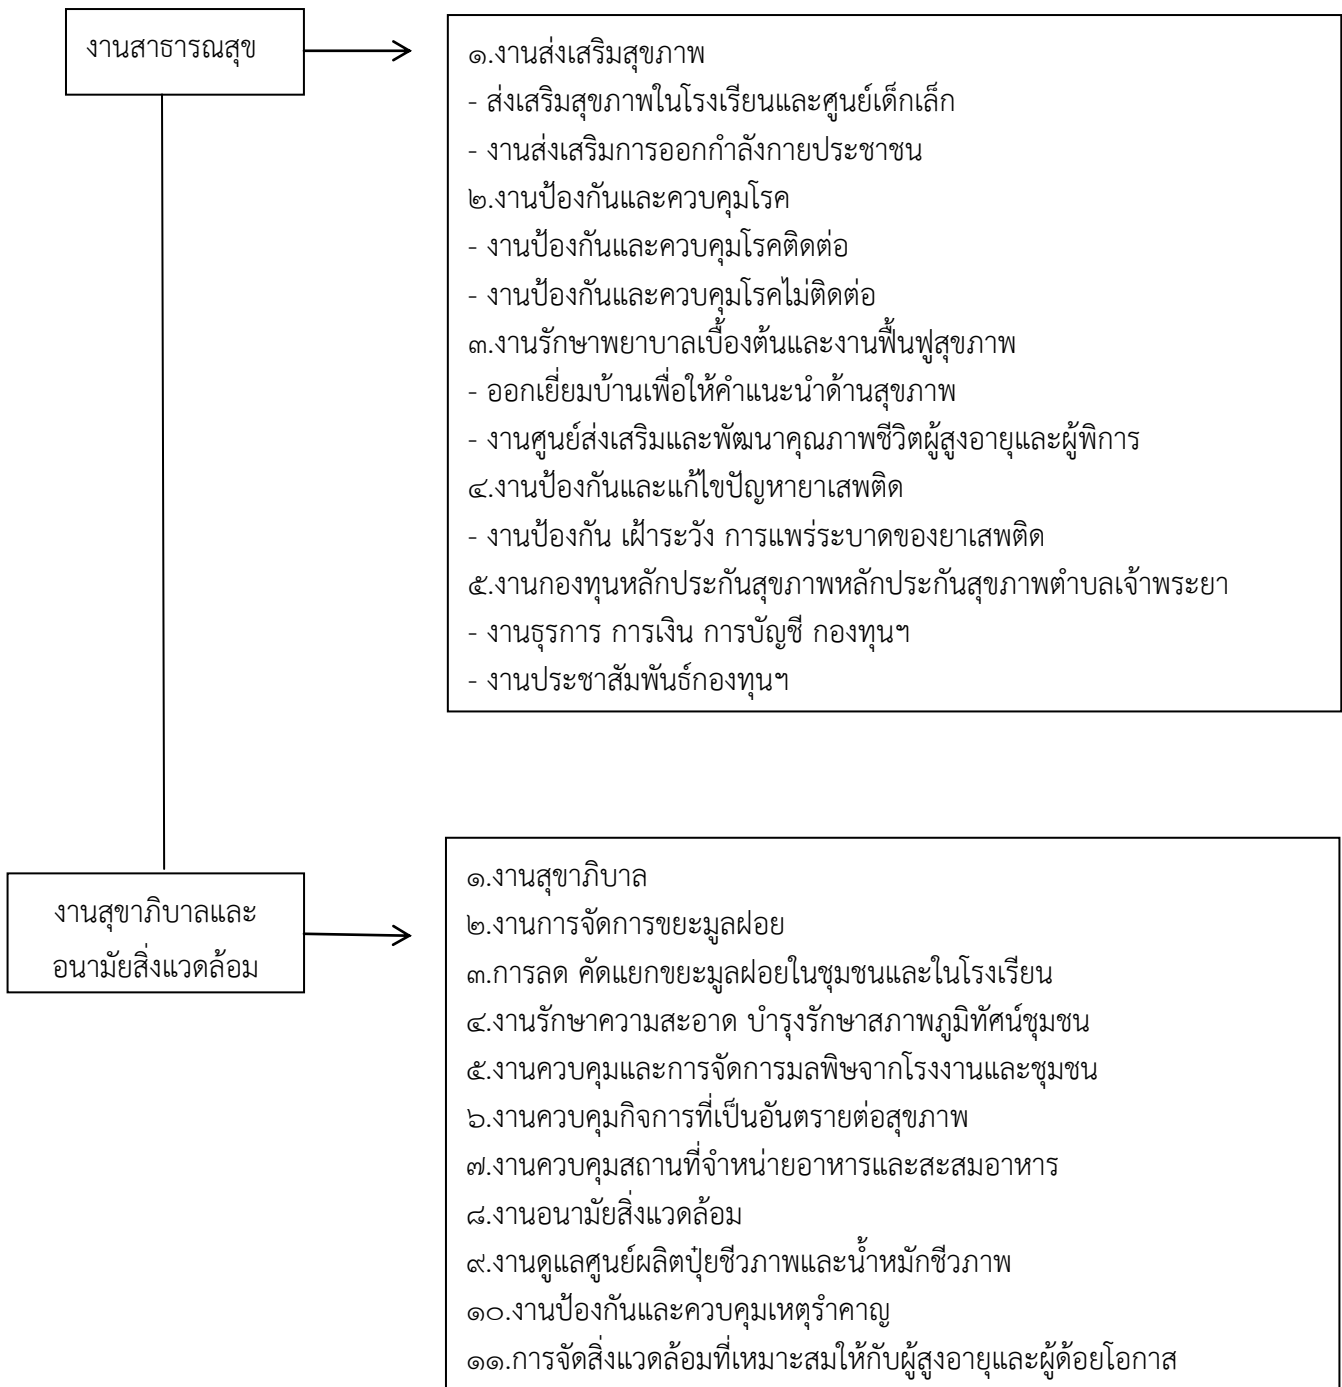 งานสาธารณสุข
๑.งานส่งเสริมสุขภาพ
- ส่งเสริมสุขภาพในโรงเรียนและศูนย์เด็กเล็ก
- งานส่งเสริมการออกกำลังกายประชาชน
๒.งานป้องกันและควบคุมโรค
- งานป้องกันและควบคุมโรคติดต่อ
- งานป้องกันและควบคุมโรคไม่ติดต่อ
๓.งานรักษาพยาบาลเบื้องต้นและงานฟื้นฟูสุขภาพ
- ออกเยี่ยมบ้านเพื่อให้คำแนะนำด้านสุขภาพ
- งานศูนย์ส่งเสริมและพัฒนาคุณภาพชีวิตผู้สูงอายุและผู้พิการ
๔.งานป้องกันและแก้ไขปัญหายาเสพติด
- งานป้องกัน เฝ้าระวัง การแพร่ระบาดของยาเสพติด
๕.งานกองทุนหลักประกันสุขภาพหลักประกันสุขภาพตำบลเจ้าพระยา
- งานธุรการ การเงิน การบัญชี กองทุนฯ
- งานประชาสัมพันธ์กองทุนฯ
งานสุขาภิบาลและ
อนามัยสิ่งแวดล้อม
๑.งานสุขาภิบาล
๒.งานการจัดการขยะมูลฝอย
๓.การลด คัดแยกขยะมูลฝอยในชุมชนและในโรงเรียน
๔.งานรักษาความสะอาด บำรุงรักษาสภาพภูมิทัศน์ชุมชน
๕.งานควบคุมและการจัดการมลพิษจากโรงงานและชุมชน
๖.งานควบคุมกิจการที่เป็นอันตรายต่อสุขภาพ
๗.งานควบคุมสถานที่จำหน่ายอาหารและสะสมอาหาร
๘.งานอนามัยสิ่งแวดล้อม
๙.งานดูแลศูนย์ผลิตปุ๋ยชีวภาพและน้ำหมักชีวภาพ
๑๐.งานป้องกันและควบคุมเหตุรำคาญ
๑๑.การจัดสิ่งแวดล้อมที่เหมาะสมให้กับผู้สูงอายุและผู้ด้อยโอกาส